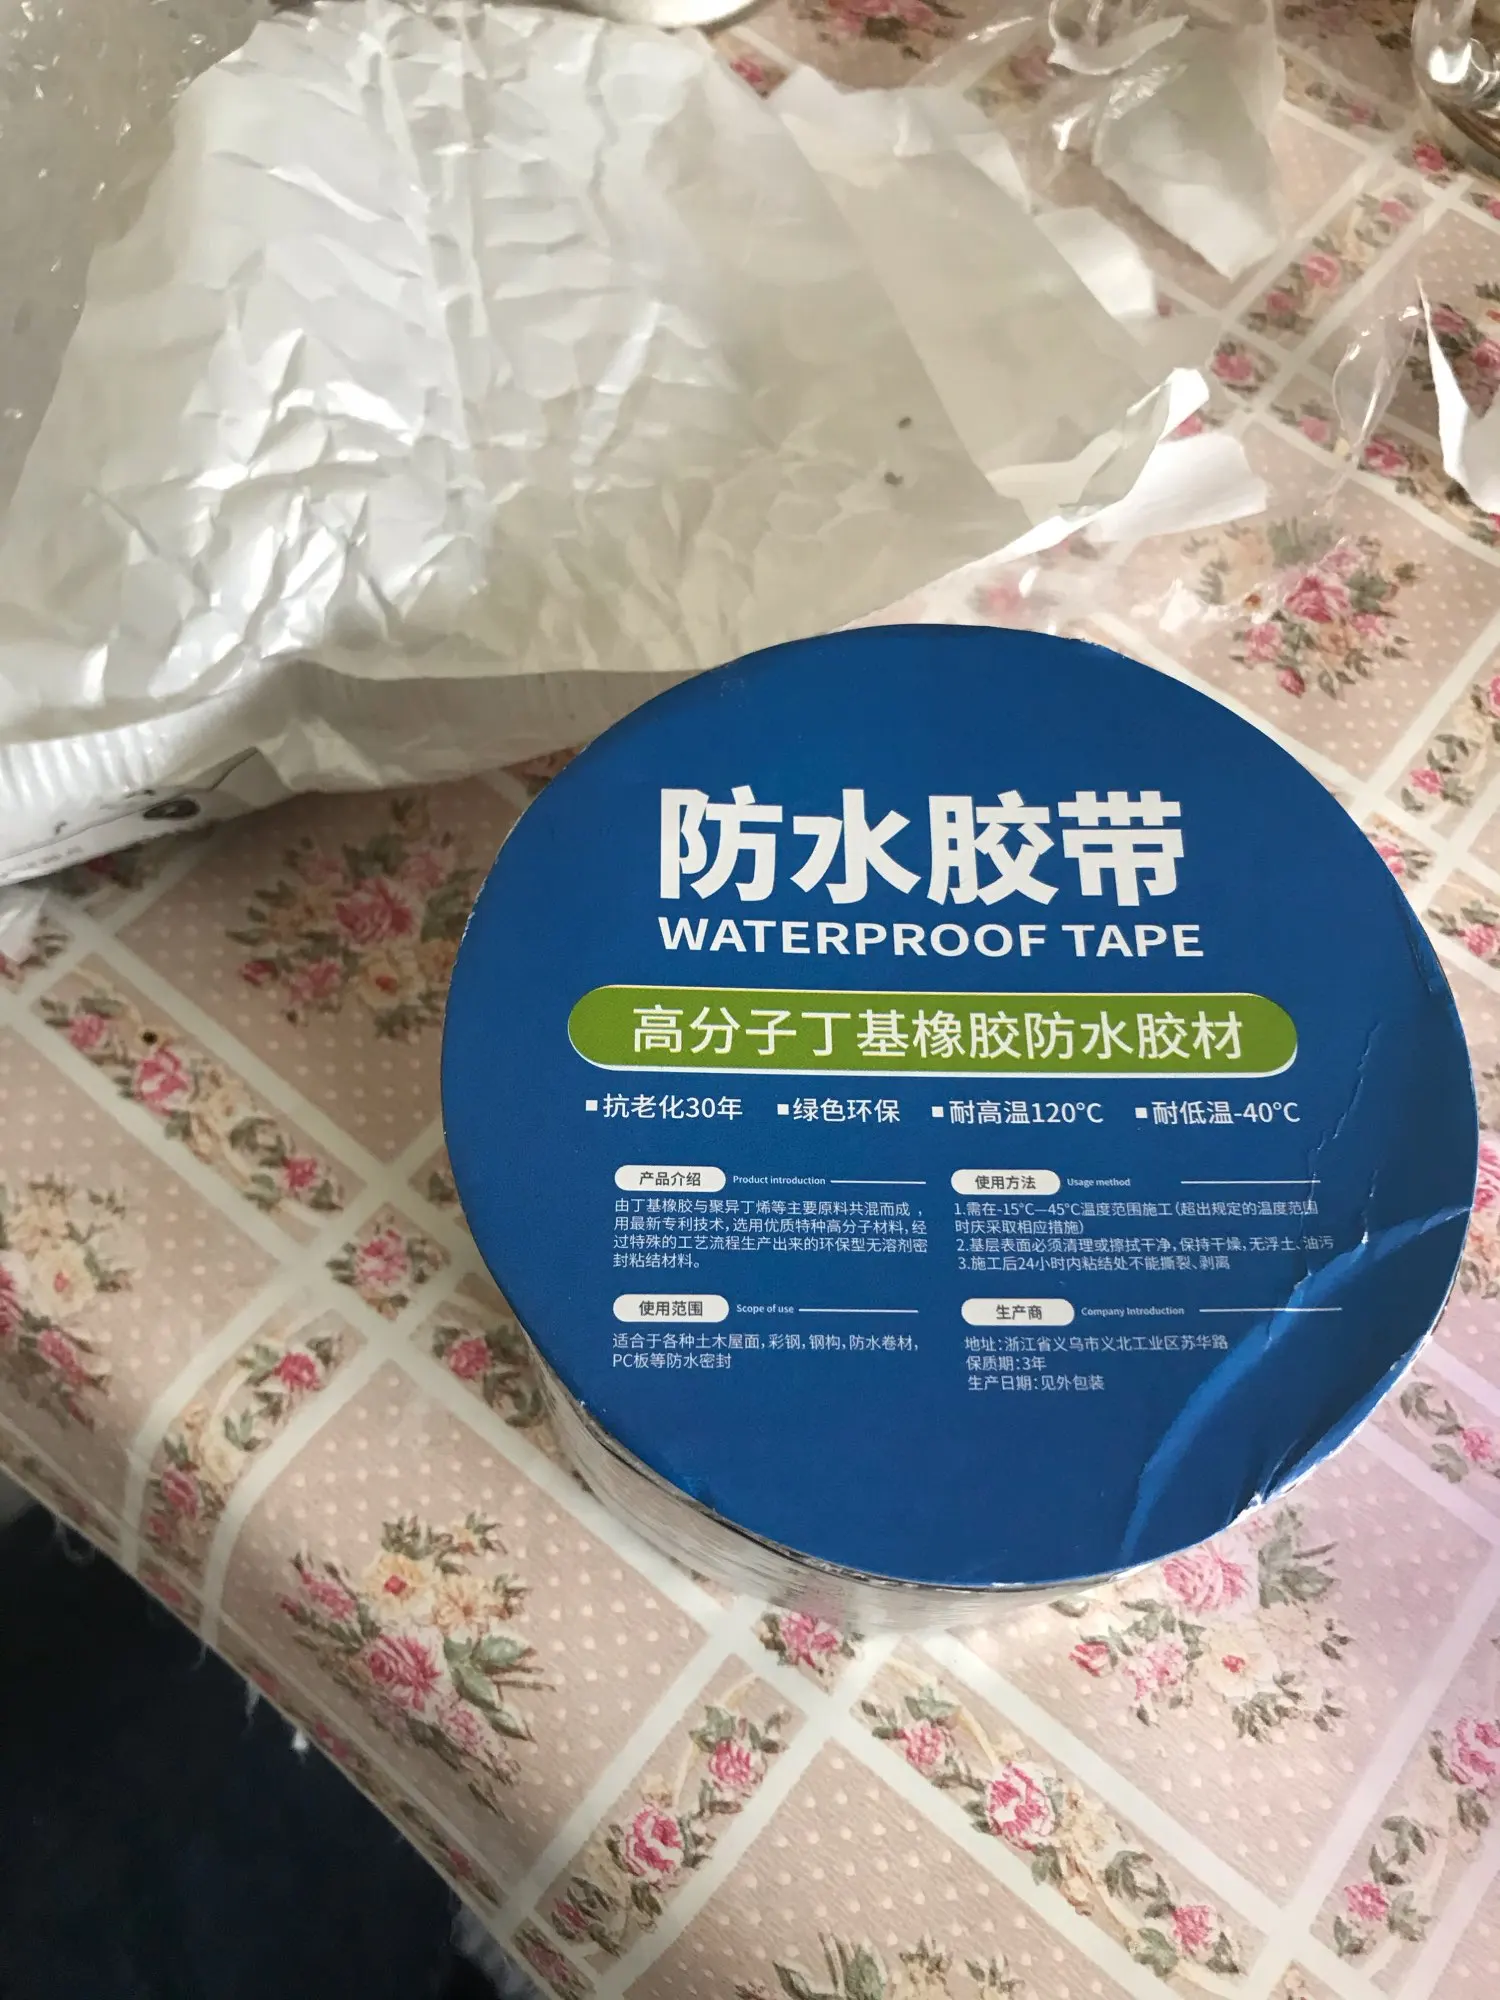 防水胶带
WATERPROOF TAPE
高分子丁基橡胶防水胶材
▪抗老化30年 ▪绿色环保 ▪耐高温120°C ▪耐低温-40°C
产品介绍 Product introduction
由丁基橡胶与聚异丁烯等主要原料共混而成，
用最新专利技术，选用优质特种高分子材料，经
过特殊的工艺流程生产出来的环保型无溶剂密
封粘结材料。
使用方法 Usage method
1.需在-15°C—45°C温度范围施工(超出规定的温度范围
时庆采取相应措施)
2.基层表面必须清理或擦拭干净，保持干燥，无浮土、油污
3.施工后24小时内粘结处不能撕裂、剥离
使用范围 Scope of use
适合于各种土木屋面，彩钢，钢构，防水卷材，
PC板等防水密封
生产商 Company Introduction
地址：浙江省义乌市义北工业区苏华路
保质期：3年
生产日期：见外包装